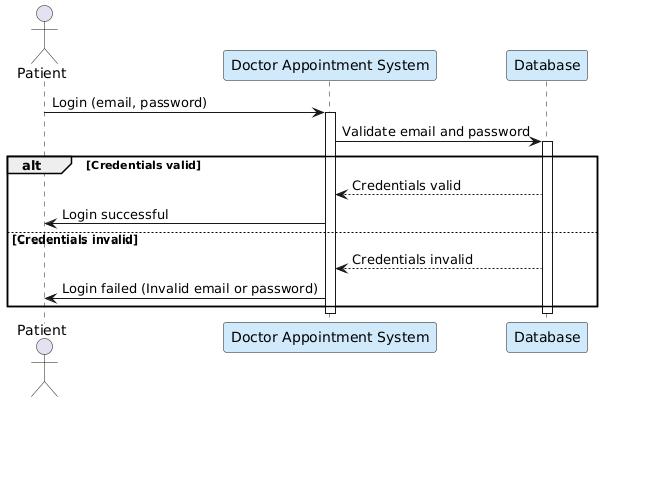 Patient
Doctor Appointment System
Database
Login (email, password)
Validate email and password
alt
[Credentials valid]
Credentials valid
Login successful
[Credentials invalid]
Credentials invalid
Login failed (Invalid email or password)
Patient
Doctor Appointment System
Database